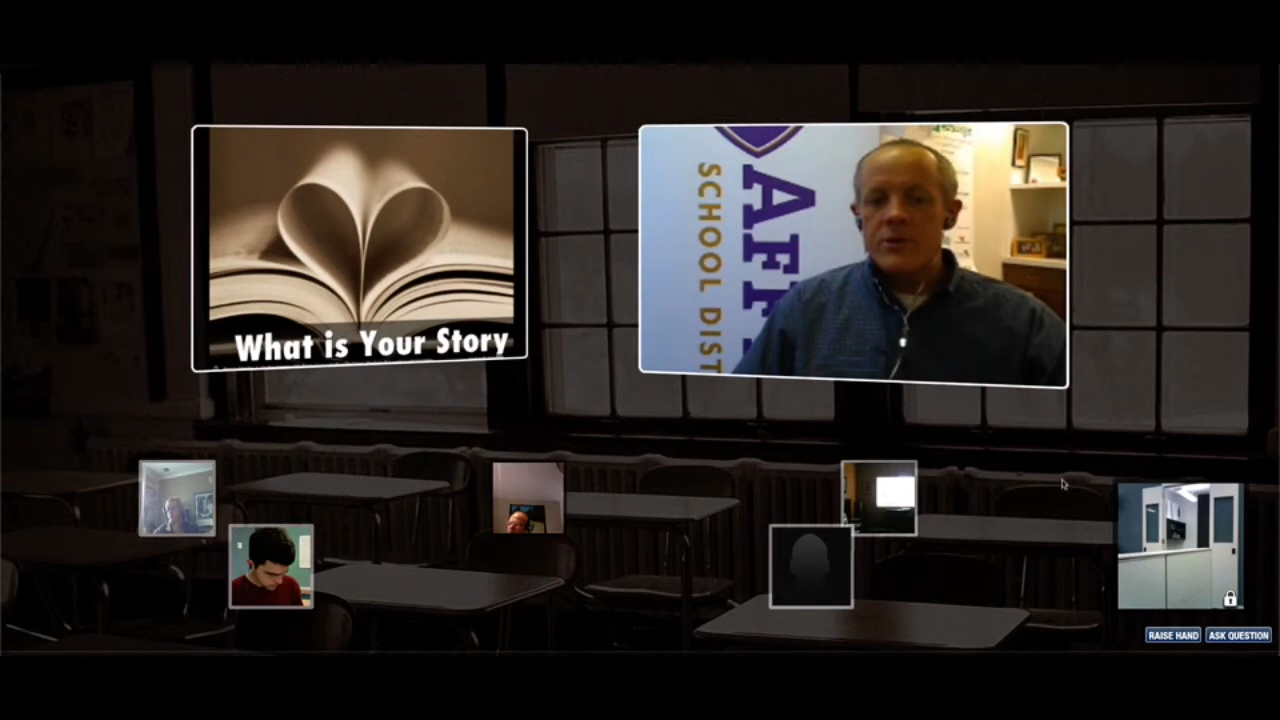 What is Your Story
SCHOOL DIST
AFF
RAISE HAND
ASK QUESTION